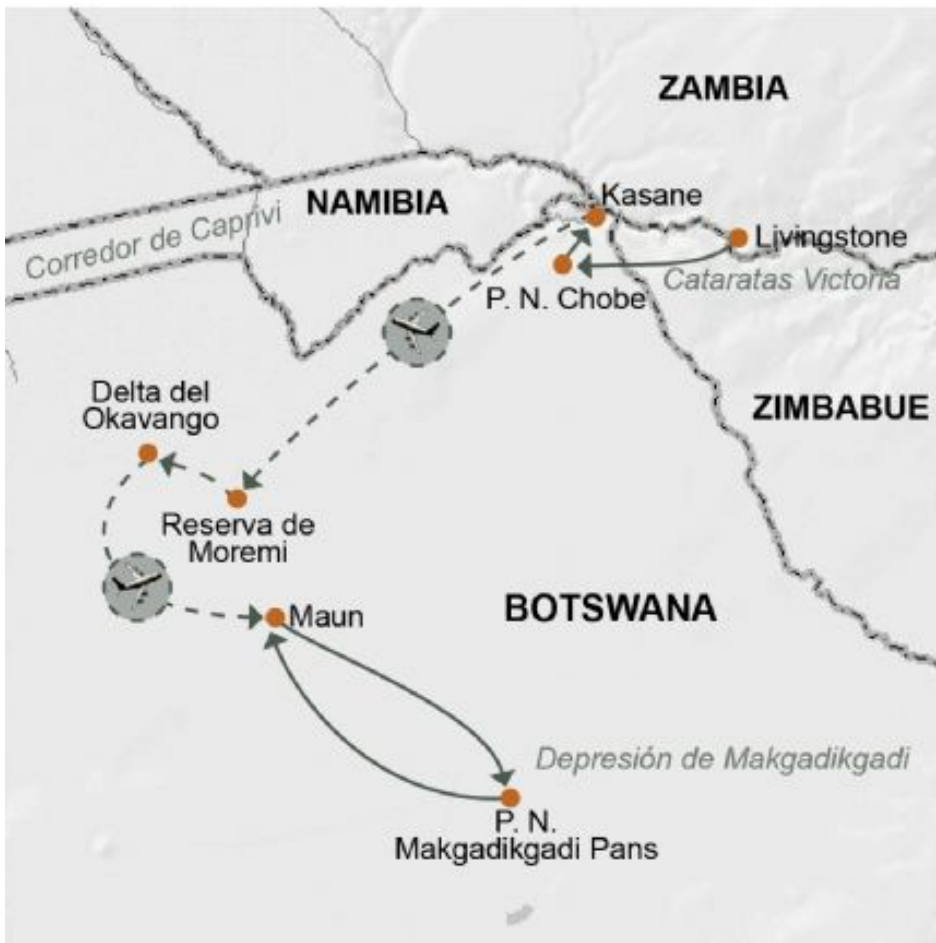 ZAMBIA
Kasane
NAMIBIA
Corredor de Caprivi
Livingstone
Cataratas Victoria
P. N. Chobe
Delta del
Okavango
ZIMBABUE
Reserva de
Moremi
BOTSWANA
Maun
Depresión de Makgadikgadi
P. N.
Makgadikgadi Pans